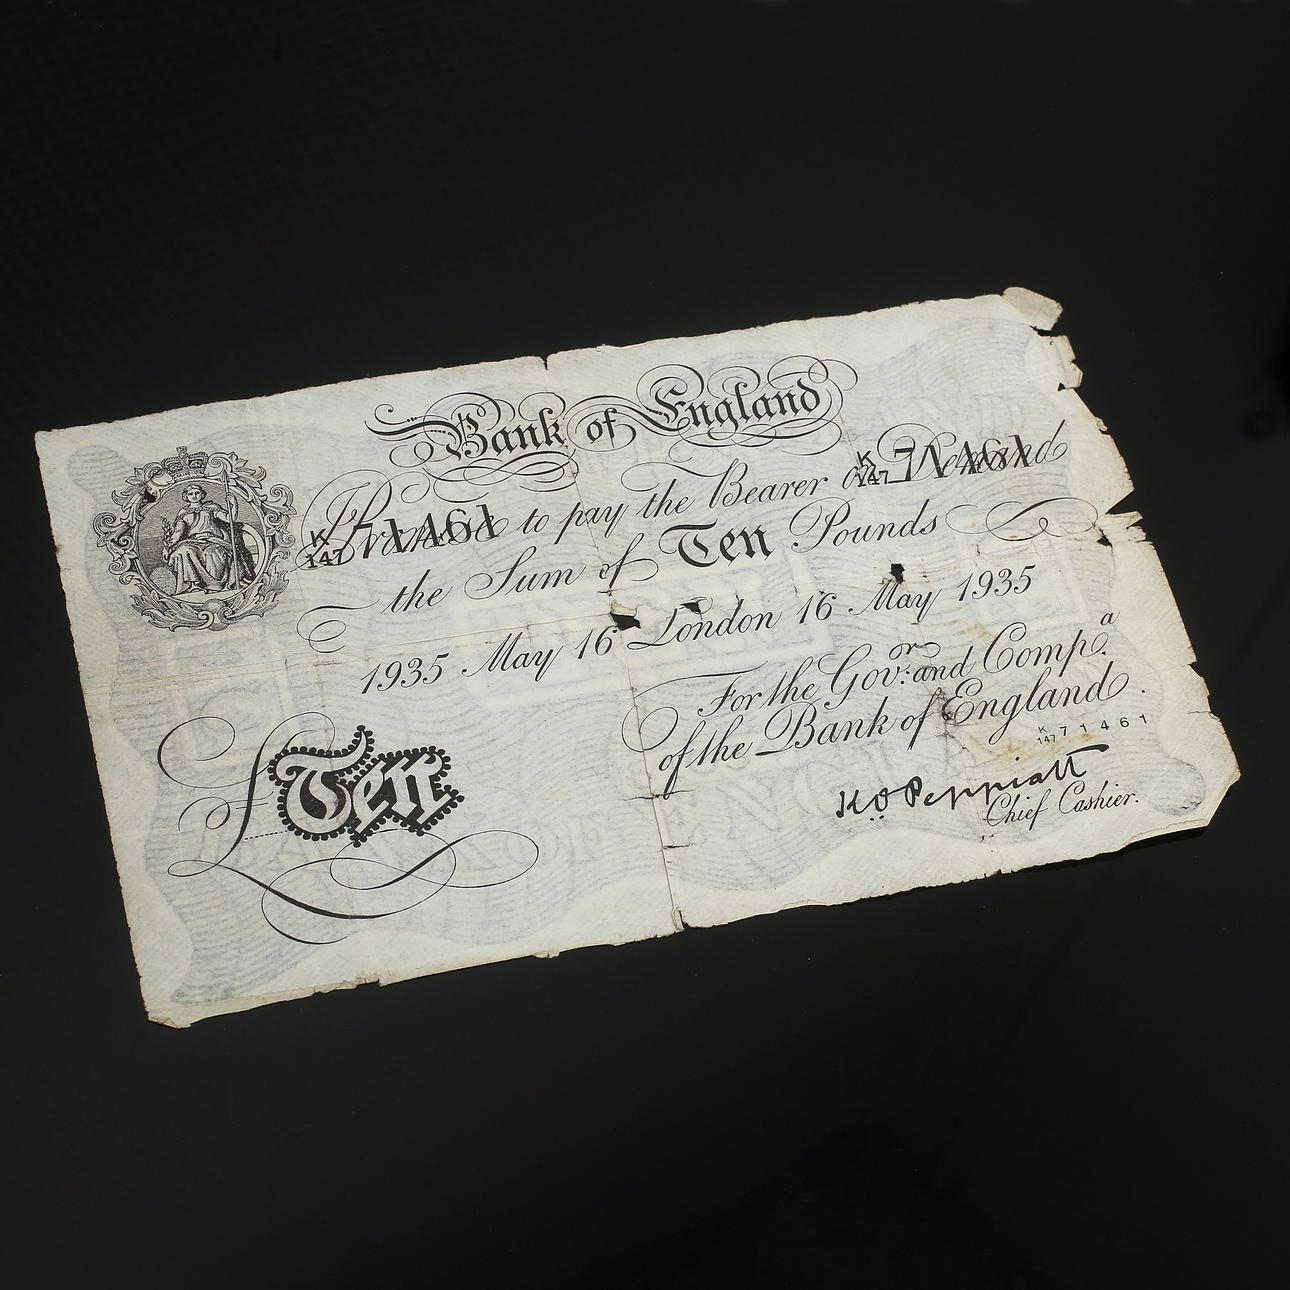 Bank of England
I Promise to pay the Bearer on Demand
K
147 71461
K
147 71461
the Sum of Ten Pounds
1935 May 16 London 16 May 1935
For the Govr: and Compa.
of the Bank of England.
K
147 71461
K.O. Peppiatt
Chief Cashier.
£Ten